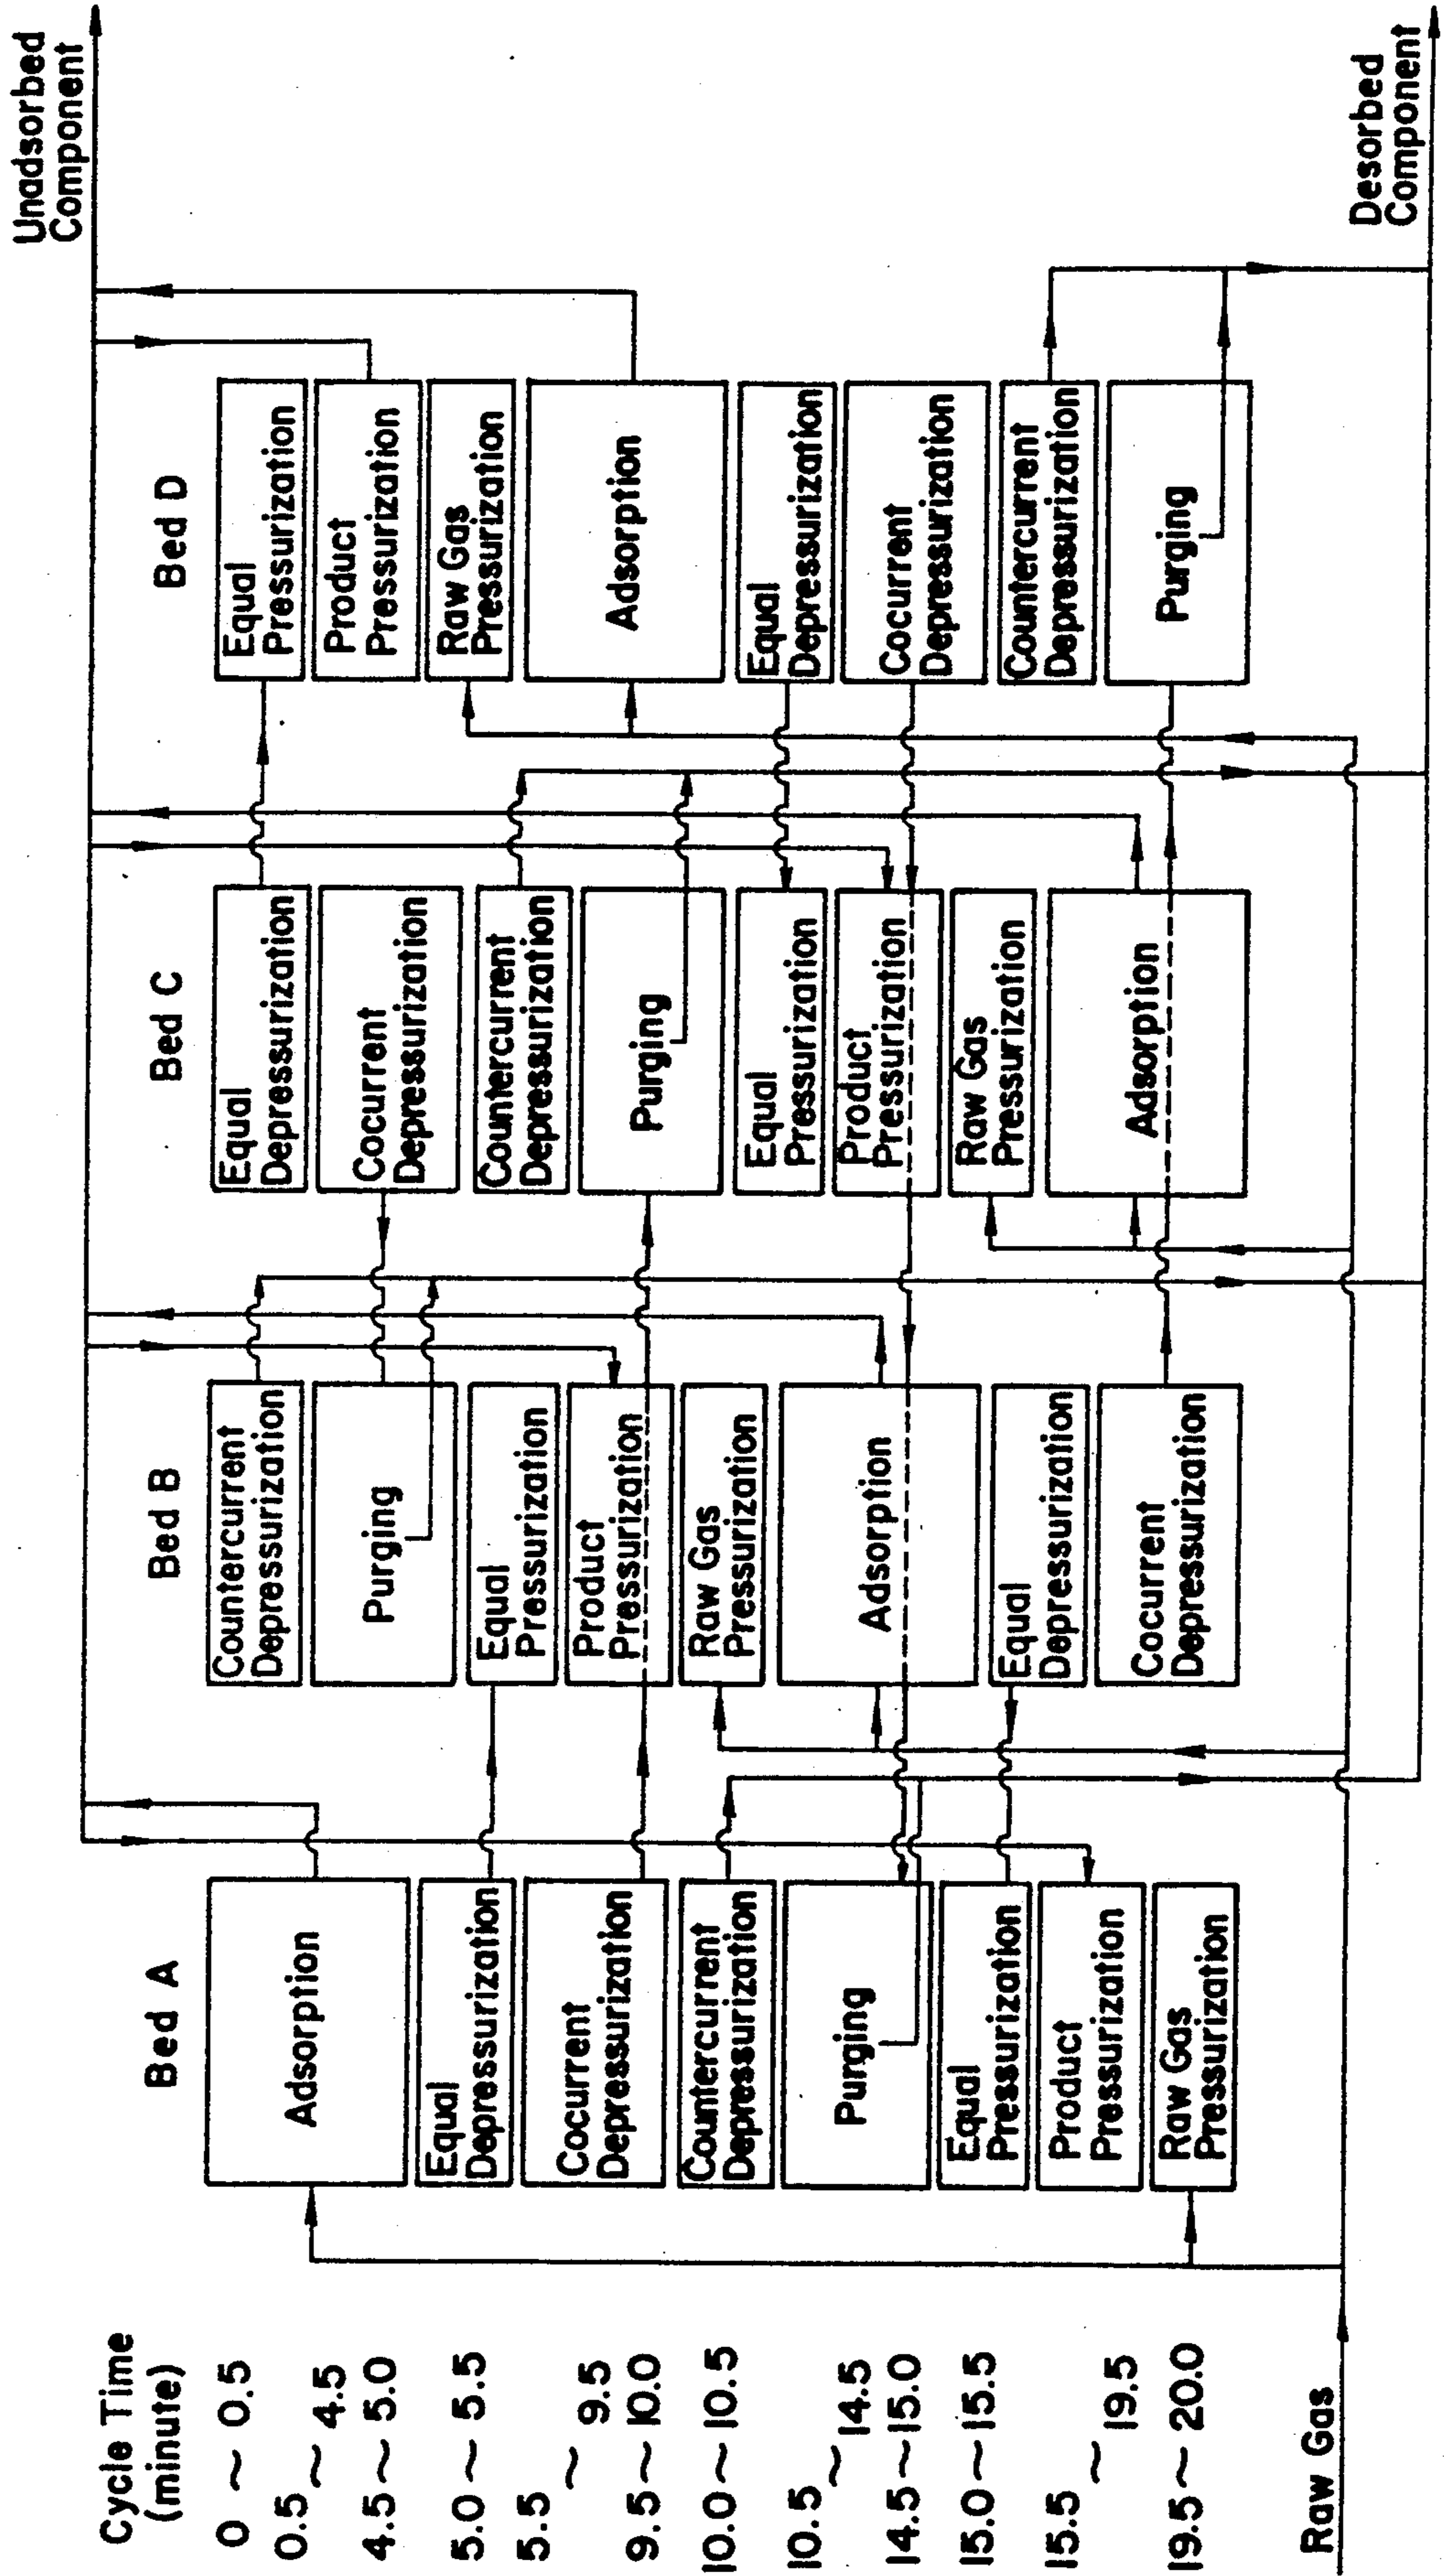 Unadsorbed
Component
Cycle Time
(minute)
0 ~ 0.5
10.5
~ 4.5
4.5 ~ 5.0
5.0 ~ 5.5
5.5
~
9.5
9.5 ~ 10.0
10.0 ~ 10.5
10.5
~
14.5
14.5 ~ 15.0
15.0 ~ 15.5
15.5
~
19.5
19.5 ~ 20.0
Raw Gas
Bed A
Adsorption
Equal
Depressurization
Cocurrent
Depressurization
Countercurrent
Depressurization
Purging
Equal
Pressurization
Product
Pressurization
Raw Gas
Pressurization
Bed B
Countercurrent
Depressurization
Purging
Equal
Pressurization
Product
Pressurization
Raw Gas
Pressurization
Adsorption
Equal
Depressurization
Cocurrent
Depressurization
Bed C
Equal
Depressurization
Cocurrent
Depressurization
Countercurrent
Depressurization
Purging
Equal
Pressurization
Product
Pressurization
Raw Gas
Pressurization
Adsorption
Bed D
Equal
Pressurization
Product
Pressurization
Raw Gas
Pressurization
Adsorption
Equal
Depressurization
Cocurrent
Depressurization
Countercurrent
Depressurization
Purging
Desorbed
Component